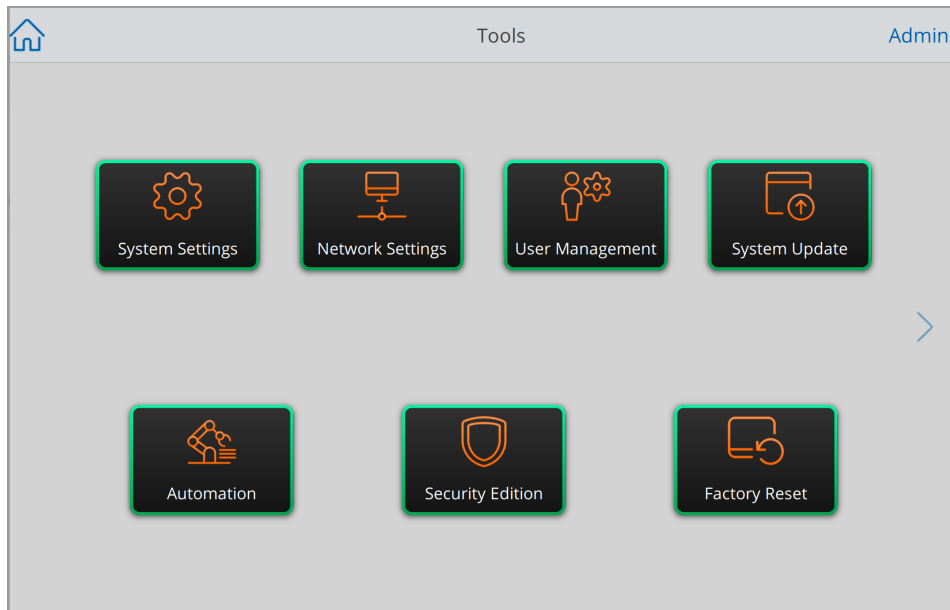 Tools
Admin
System Settings
Network Settings
User Management
System Update
Automation
Security Edition
Factory Reset